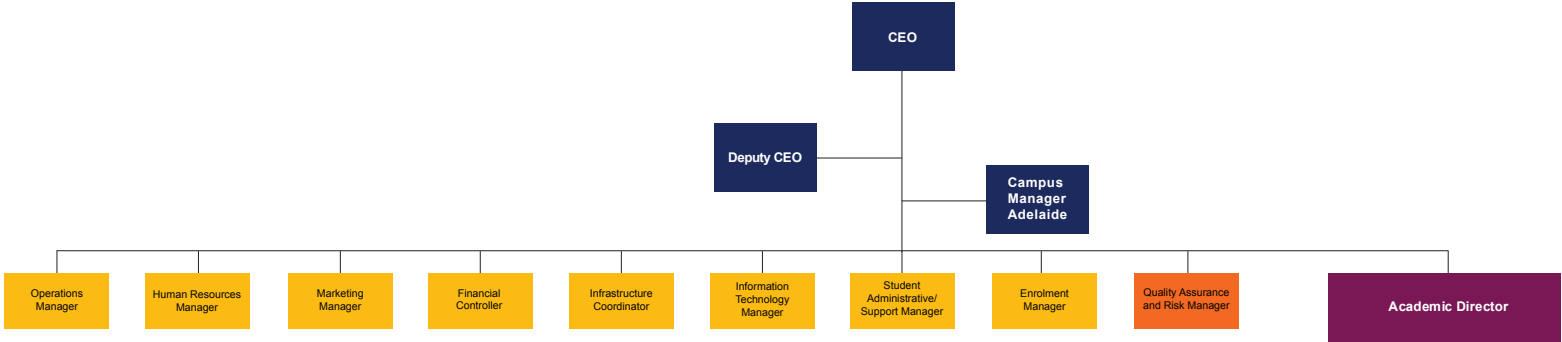 CEO
Deputy CEO
Campus
Manager
Adelaide
Operations
Manager
Human Resources
Manager
Marketing
Manager
Financial
Controller
Infrastructure
Coordinator
Information
Technology
Manager
Student
Administrative/
Support Manager
Enrolment
Manager
Quality Assurance
and Risk Manager
Academic Director